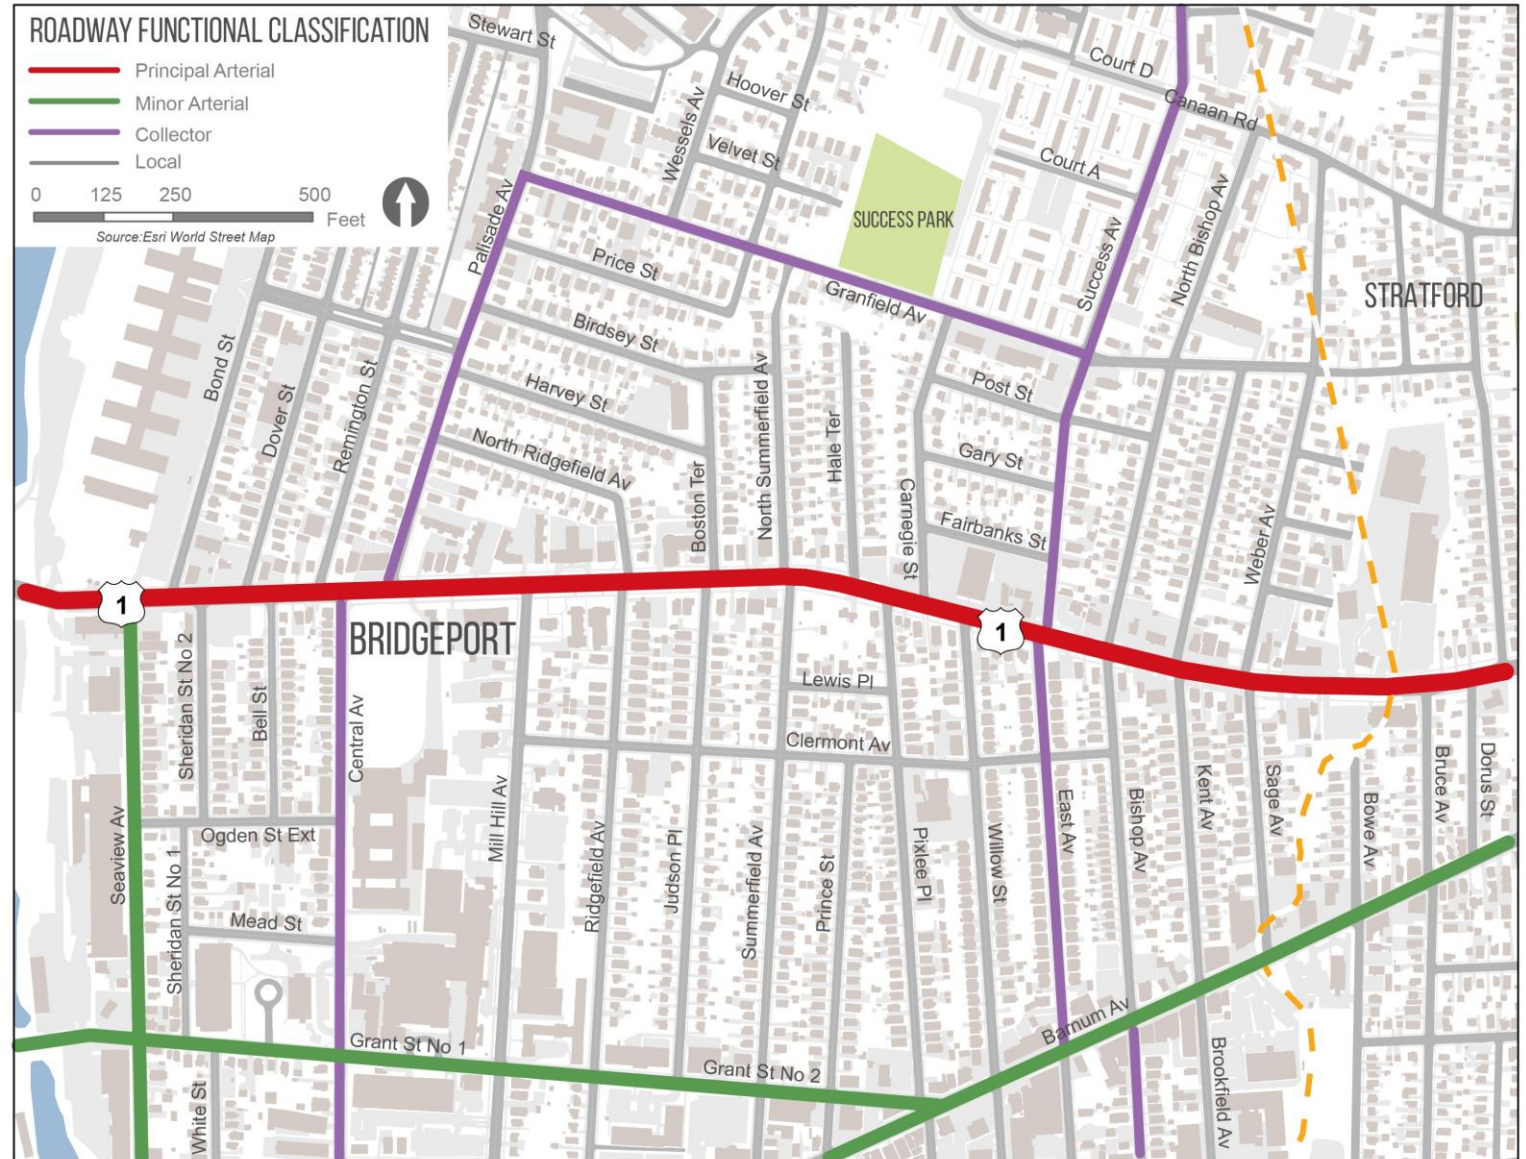 ROADWAY FUNCTIONAL CLASSIFICATION
Principal Arterial
Minor Arterial
Collector
Local
0 125 250 500
Feet
Source:Esri World Street Map
Stewart St
Hoover St
Wessels Av
Velvet St
Court D
Canaan Rd
Court A
Palisade Av
SUCCESS PARK
Success Av
North Bishop Av
Price St
Granfield Av
STRATFORD
Birdsey St
Bond St
Dover St
Remington St
Harvey St
Post St
North Ridgefield Av
Boston Ter
North Summerfield Av
Hale Ter
Carnegie St
Gary St
Fairbanks St
Weber Av
1
1
BRIDGEPORT
Sheridan St No 2
Bell St
Central Av
Lewis Pl
Clermont Av
Seaview Av
Ogden St Ext
Sheridan St No 1
Mead St
Mill Hill Av
Ridgefield Av
Judson Pl
Summerfield Av
Prince St
Pixlee Pl
Willow St
East Av
Bishop Av
Kent Av
Sage Av
Bowe Av
Bruce Av
Dorus St
Grant St No 1
Grant St No 2
Barnum Av
White St
Brookfield Av